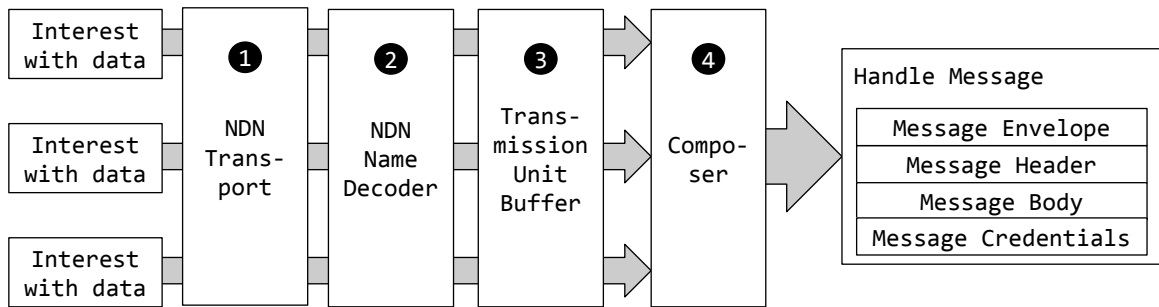 Interest
with data
Interest
with data
Interest
with data
1
NDN
Trans-
port
2
NDN
Name
Decoder
3
Trans-
mission
Unit
Buffer
4
Compo-
ser
Handle Message
Message Envelope
Message Header
Message Body
Message Credentials